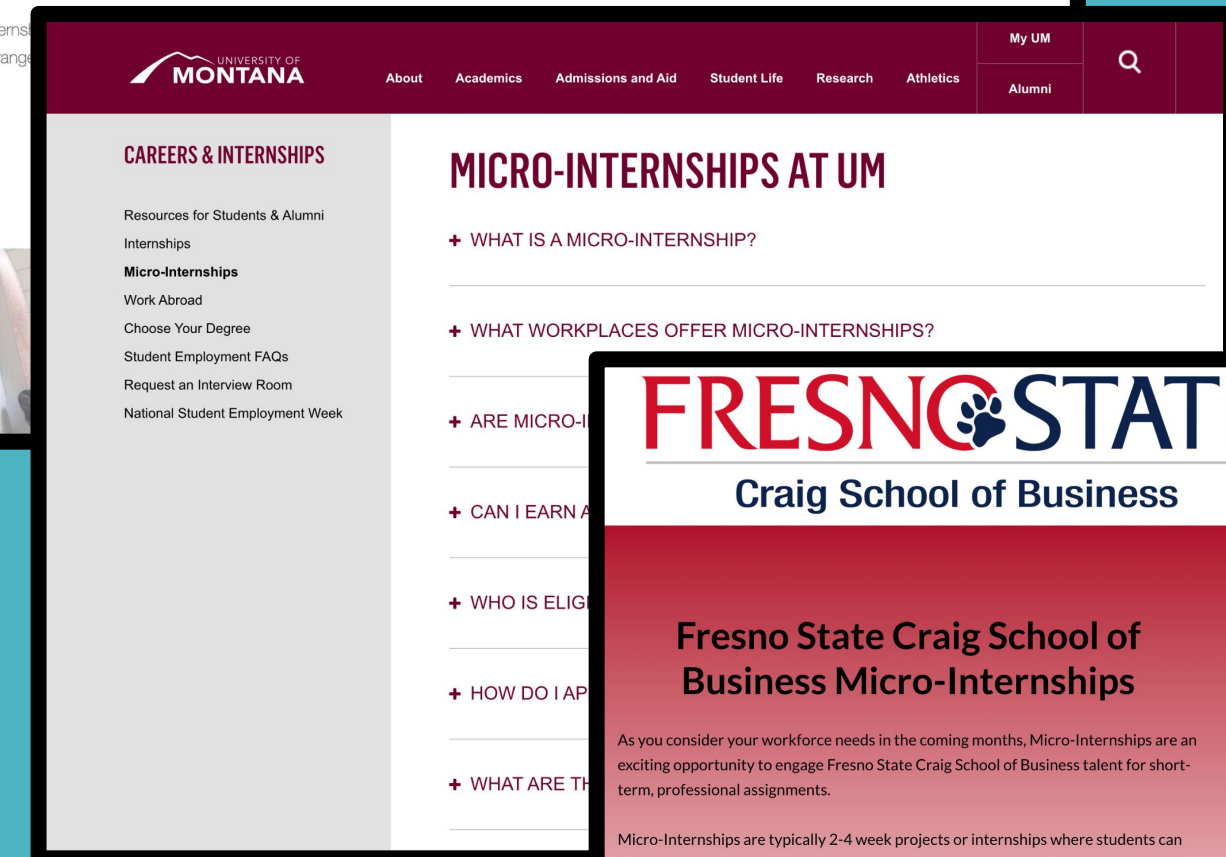 UNIVERSITY OF
MONTANA
About
Academics
Admissions and Aid
Student Life
Research
Athletics
My UM
Alumni
CAREERS & INTERNSHIPS
Resources for Students & Alumni
Internships
Micro-Internships
Work Abroad
Choose Your Degree
Student Employment FAQs
Request an Interview Room
National Student Employment Week
MICRO-INTERNSHIPS AT UM
+ WHAT IS A MICRO-INTERNSHIP?
+ WHAT WORKPLACES OFFER MICRO-INTERNSHIPS?
+ ARE
+ CAN I EARN
+ WHO IS
+ HOW DO I
+ WHAT ARE
FRESNO STAT
Craig School of Business
Fresno State Craig School of
Business Micro-Internships
As you consider your workforce needs in the coming months, Micro-Internships are an
exciting opportunity to engage Fresno State Craig School of Business talent for short-
term, professional assignments.
Micro-Internships are typically 2-4 week projects or internships where students can